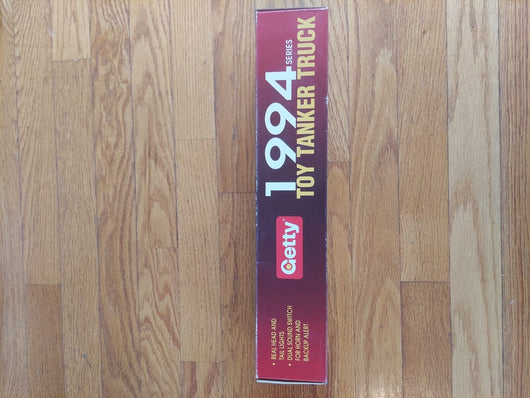 • REAL HEAD AND
TAIL LIGHTS
• DUAL SOUND SWITCH
FOR HORN AND
BACKUP ALERT
Getty
1994 SERIES
TOY TANKER TRUCK